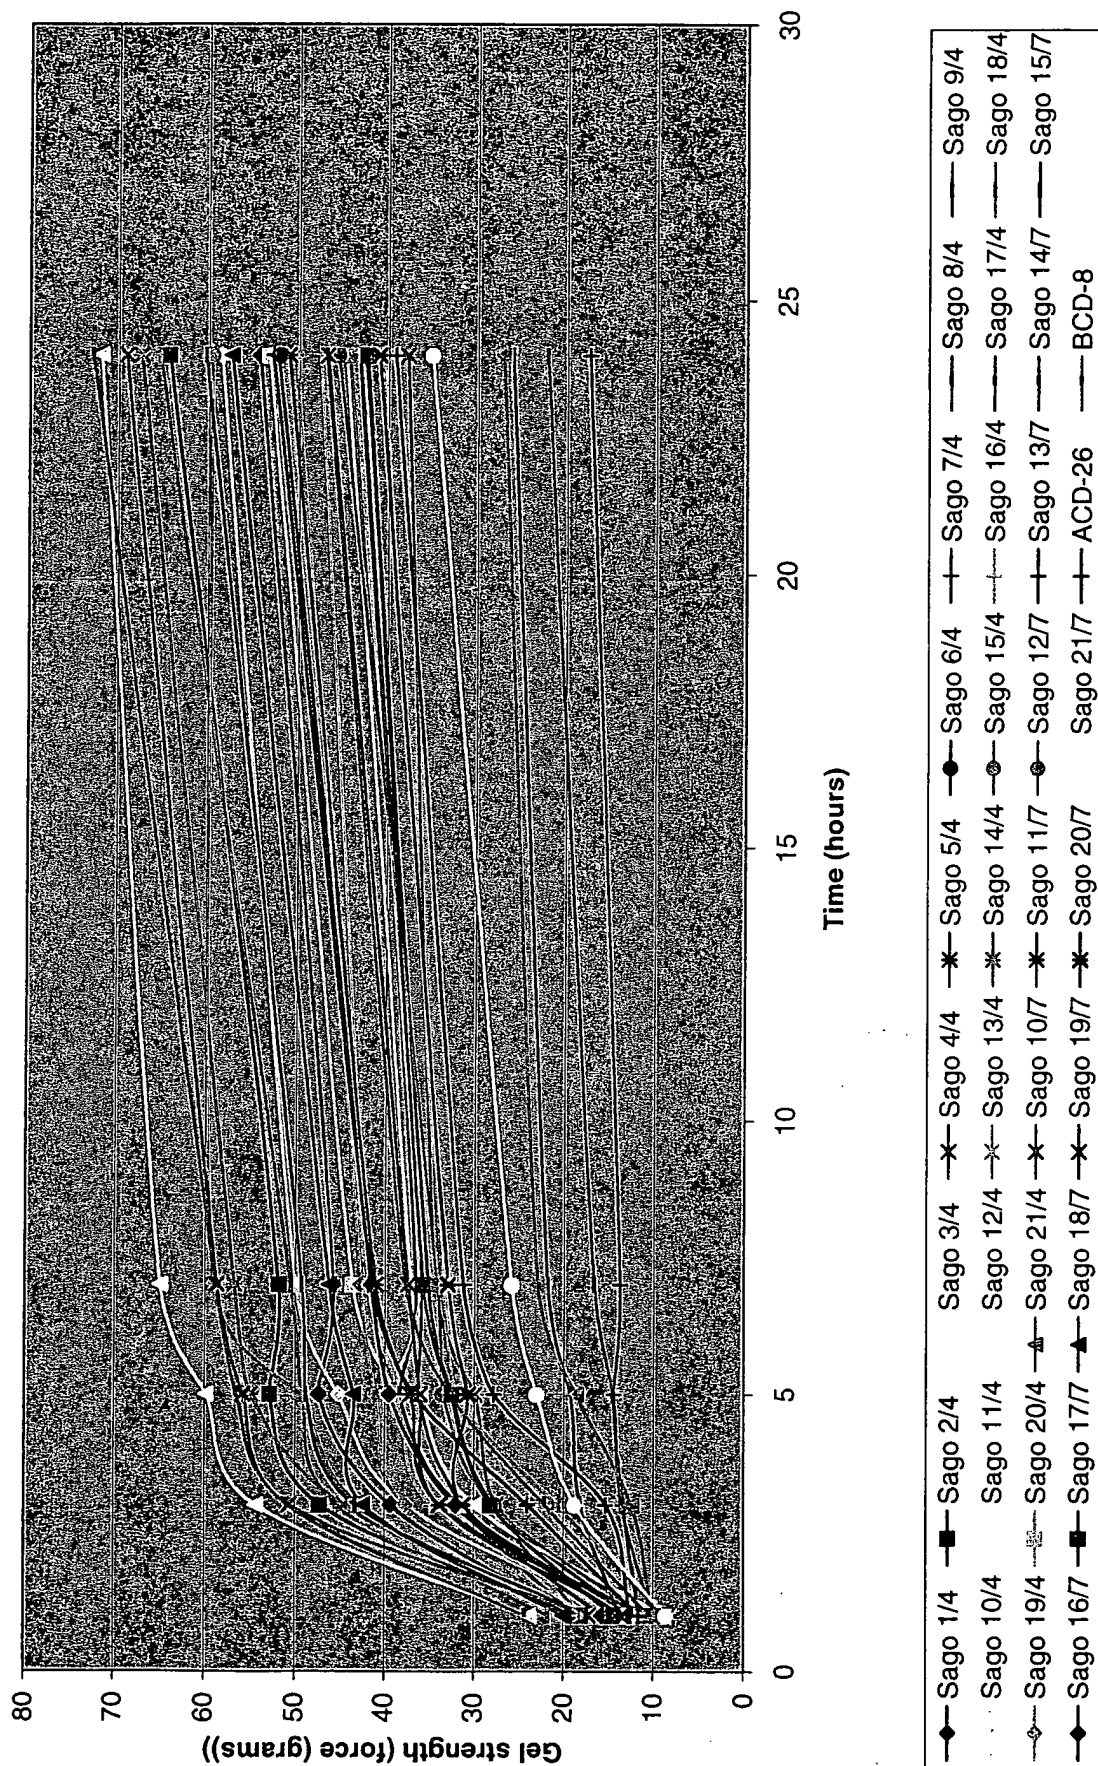 Gel strength (force (grams))
80
70
60
50
40
30
20
10
0
0 5 10 15 20 25 30
Time (hours)
Sago 1/4 Sago 2/4 Sago 3/4 Sago 4/4 Sago 5/4 Sago 6/4 Sago 7/4 Sago 8/4 Sago 9/4
Sago 10/4 Sago 11/4 Sago 12/4 Sago 13/4 Sago 14/4 Sago 15/4 Sago 16/4 Sago 17/4 Sago 18/4
Sago 19/4 Sago 20/4 Sago 21/4 Sago 10/7 Sago 11/7 Sago 12/7 Sago 13/7 Sago 14/7 Sago 15/7
Sago 16/7 Sago 17/7 Sago 18/7 Sago 19/7 Sago 20/7 Sago 21/7 ACD-26 BCD-8